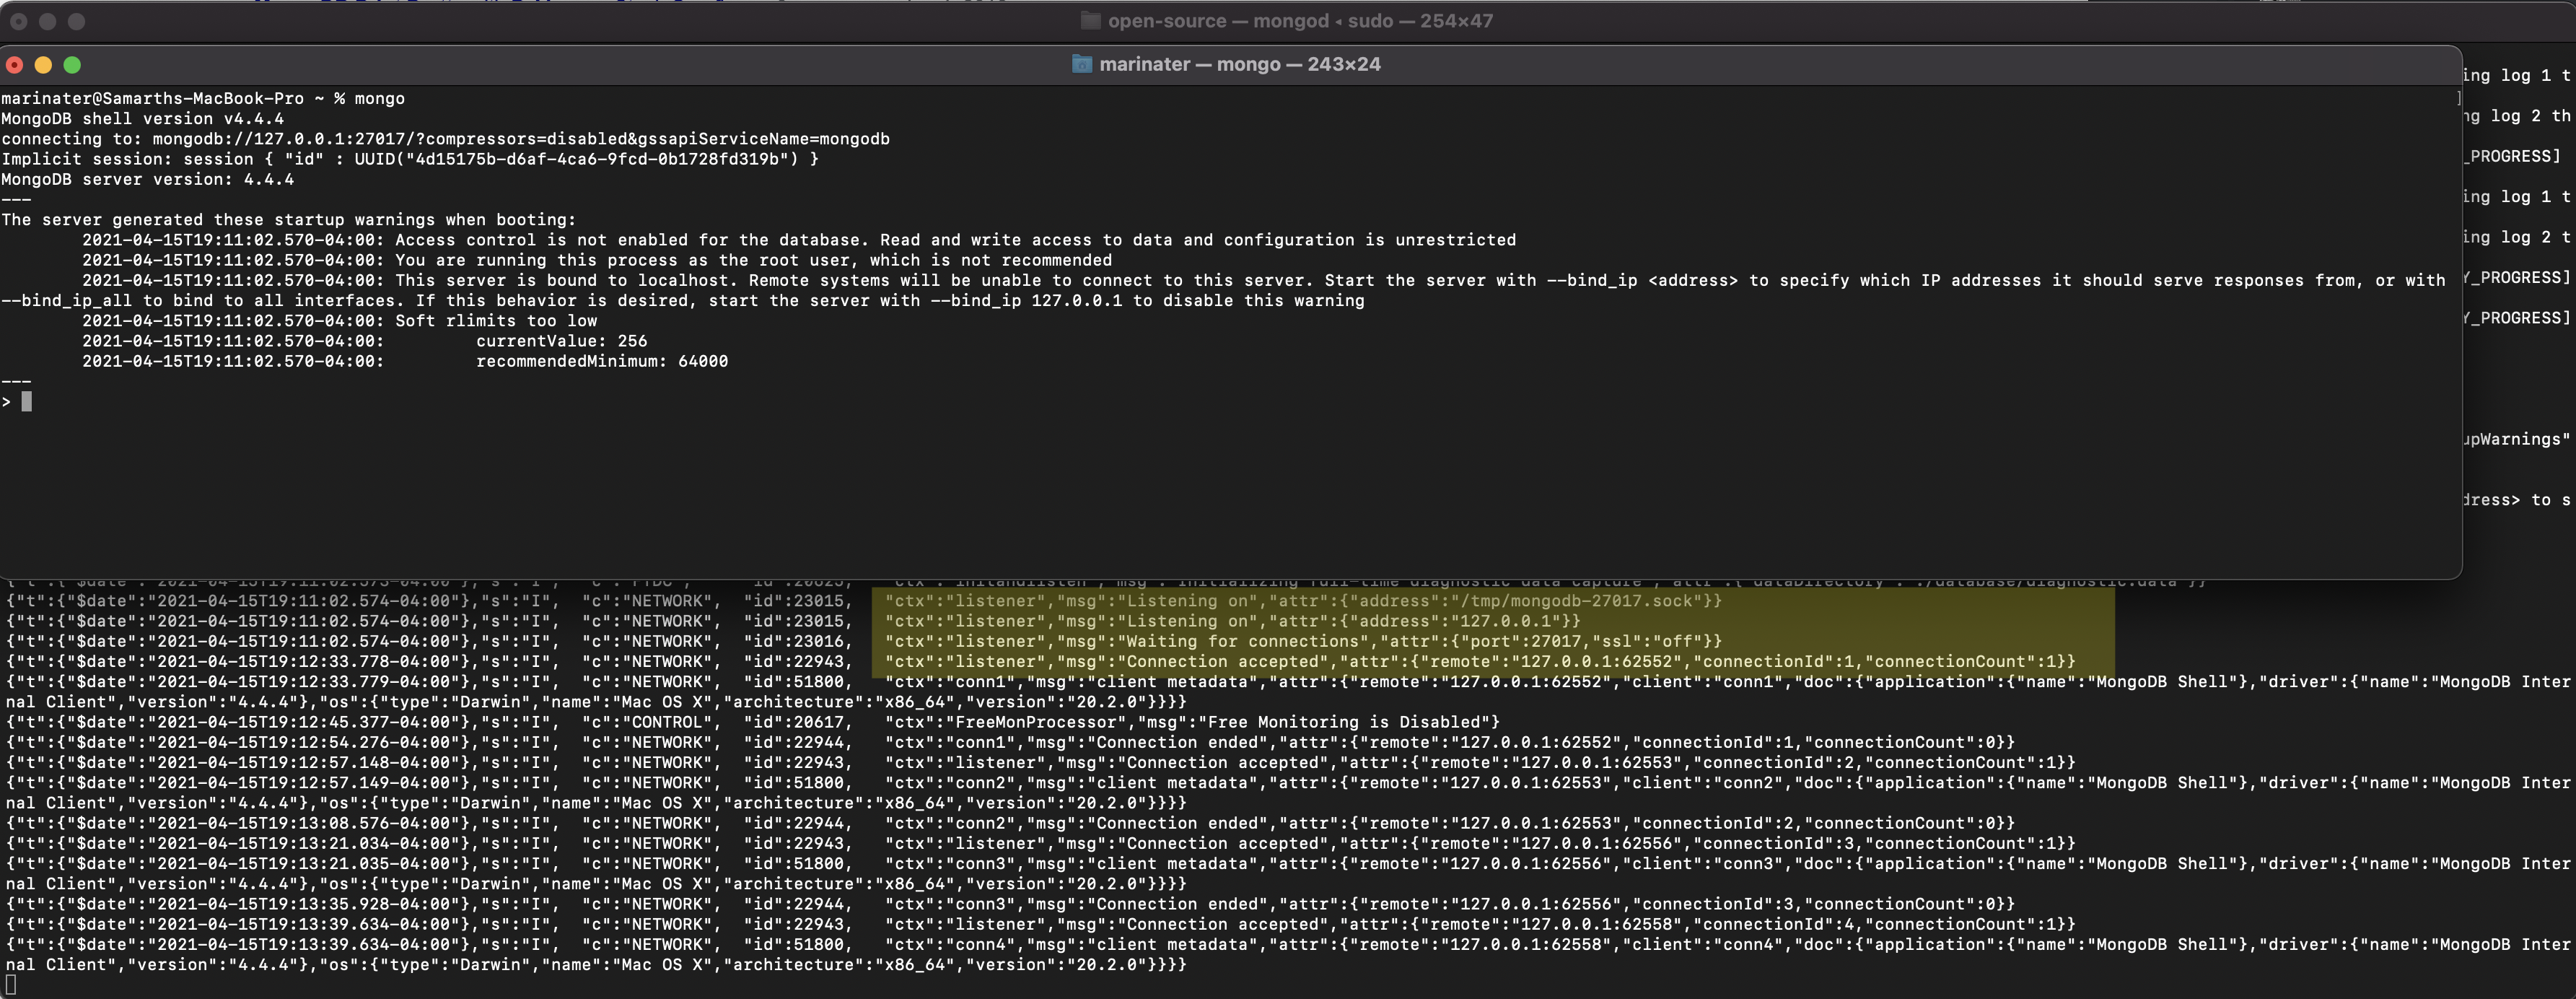 open-source — mongod ◂ sudo — 254×47
marinater — mongo — 243×24
marinater@Samarths-MacBook-Pro ~ % mongo
MongoDB shell version v4.4.4
connecting to: mongodb://127.0.0.1:27017/?compressors=disabled&gssapiServiceName=mongodb
Implicit session: session { "id" : UUID("4d15175b-d6af-4ca6-9fcd-0b1728fd319b") }
MongoDB server version: 4.4.4
---
The server generated these startup warnings when booting:
2021-04-15T19:11:02.570-04:00: Access control is not enabled for the database. Read and write access to data and configuration is unrestricted
2021-04-15T19:11:02.570-04:00: You are running this process as the root user, which is not recommended
2021-04-15T19:11:02.570-04:00: This server is bound to localhost. Remote systems will be unable to connect to this server. Start the server with --bind_ip <address> to specify which IP addresses it should serve responses from, or with
--bind_ip_all to bind to all interfaces. If this behavior is desired, start the server with --bind_ip 127.0.0.1 to disable this warning
2021-04-15T19:11:02.570-04:00: Soft rlimits too low
2021-04-15T19:11:02.570-04:00:         currentValue: 256
2021-04-15T19:11:02.570-04:00:         recommendedMinimum: 64000
---
>
ing log 1 t
ng log 2 th
_PROGRESS]
ing log 1 t
ing log 2 t
Y_PROGRESS]
Y_PROGRESS]
upWarnings"
dress> to s
{"t":{"$date":"2021-04-15T19:11:02.573-04:00"},"s":"I",  "c":"FTDC",     "id":20625,   "ctx":"initandlisten","msg":"Initializing full-time diagnostic data capture","attr":{"dataDirectory":"./database/diagnostic.data"}}
{"t":{"$date":"2021-04-15T19:11:02.574-04:00"},"s":"I",  "c":"NETWORK",  "id":23015,   "ctx":"listener","msg":"Listening on","attr":{"address":"/tmp/mongodb-27017.sock"}}
{"t":{"$date":"2021-04-15T19:11:02.574-04:00"},"s":"I",  "c":"NETWORK",  "id":23015,   "ctx":"listener","msg":"Listening on","attr":{"address":"127.0.0.1"}}
{"t":{"$date":"2021-04-15T19:11:02.574-04:00"},"s":"I",  "c":"NETWORK",  "id":23016,   "ctx":"listener","msg":"Waiting for connections","attr":{"port":27017,"ssl":"off"}}
{"t":{"$date":"2021-04-15T19:12:33.778-04:00"},"s":"I",  "c":"NETWORK",  "id":22943,   "ctx":"listener","msg":"Connection accepted","attr":{"remote":"127.0.0.1:62552","connectionId":1,"connectionCount":1}}
{"t":{"$date":"2021-04-15T19:12:33.779-04:00"},"s":"I",  "c":"NETWORK",  "id":51800,   "ctx":"conn1","msg":"client metadata","attr":{"remote":"127.0.0.1:62552","client":"conn1","doc":{"application":{"name":"MongoDB Shell"},"driver":{"name":"MongoDB Inter
nal Client","version":"4.4.4"},"os":{"type":"Darwin","name":"Mac OS X","architecture":"x86_64","version":"20.2.0"}}}}
{"t":{"$date":"2021-04-15T19:12:45.377-04:00"},"s":"I",  "c":"CONTROL",  "id":20617,   "ctx":"FreeMonProcessor","msg":"Free Monitoring is Disabled"}
{"t":{"$date":"2021-04-15T19:12:54.276-04:00"},"s":"I",  "c":"NETWORK",  "id":22944,   "ctx":"conn1","msg":"Connection ended","attr":{"remote":"127.0.0.1:62552","connectionId":1,"connectionCount":0}}
{"t":{"$date":"2021-04-15T19:12:57.148-04:00"},"s":"I",  "c":"NETWORK",  "id":22943,   "ctx":"listener","msg":"Connection accepted","attr":{"remote":"127.0.0.1:62553","connectionId":2,"connectionCount":1}}
{"t":{"$date":"2021-04-15T19:12:57.149-04:00"},"s":"I",  "c":"NETWORK",  "id":51800,   "ctx":"conn2","msg":"client metadata","attr":{"remote":"127.0.0.1:62553","client":"conn2","doc":{"application":{"name":"MongoDB Shell"},"driver":{"name":"MongoDB Inter
nal Client","version":"4.4.4"},"os":{"type":"Darwin","name":"Mac OS X","architecture":"x86_64","version":"20.2.0"}}}}
{"t":{"$date":"2021-04-15T19:13:08.576-04:00"},"s":"I",  "c":"NETWORK",  "id":22944,   "ctx":"conn2","msg":"Connection ended","attr":{"remote":"127.0.0.1:62553","connectionId":2,"connectionCount":0}}
{"t":{"$date":"2021-04-15T19:13:21.034-04:00"},"s":"I",  "c":"NETWORK",  "id":22943,   "ctx":"listener","msg":"Connection accepted","attr":{"remote":"127.0.0.1:62556","connectionId":3,"connectionCount":1}}
{"t":{"$date":"2021-04-15T19:13:21.035-04:00"},"s":"I",  "c":"NETWORK",  "id":51800,   "ctx":"conn3","msg":"client metadata","attr":{"remote":"127.0.0.1:62556","client":"conn3","doc":{"application":{"name":"MongoDB Shell"},"driver":{"name":"MongoDB Inter
nal Client","version":"4.4.4"},"os":{"type":"Darwin","name":"Mac OS X","architecture":"x86_64","version":"20.2.0"}}}}
{"t":{"$date":"2021-04-15T19:13:35.928-04:00"},"s":"I",  "c":"NETWORK",  "id":22944,   "ctx":"conn3","msg":"Connection ended","attr":{"remote":"127.0.0.1:62556","connectionId":3,"connectionCount":0}}
{"t":{"$date":"2021-04-15T19:13:39.634-04:00"},"s":"I",  "c":"NETWORK",  "id":22943,   "ctx":"listener","msg":"Connection accepted","attr":{"remote":"127.0.0.1:62558","connectionId":4,"connectionCount":1}}
{"t":{"$date":"2021-04-15T19:13:39.634-04:00"},"s":"I",  "c":"NETWORK",  "id":51800,   "ctx":"conn4","msg":"client metadata","attr":{"remote":"127.0.0.1:62558","client":"conn4","doc":{"application":{"name":"MongoDB Shell"},"driver":{"name":"MongoDB Inter
nal Client","version":"4.4.4"},"os":{"type":"Darwin","name":"Mac OS X","architecture":"x86_64","version":"20.2.0"}}}}